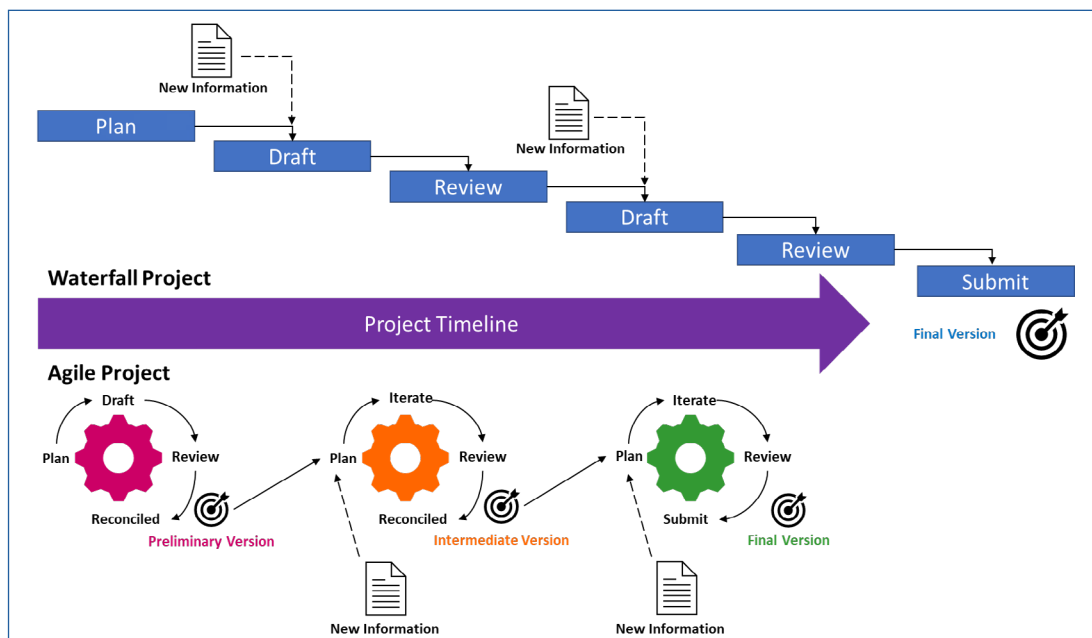 New Information
Plan
New Information
Draft
Review
Draft
Review
Submit
Waterfall Project
Project Timeline
Final Version
Agile Project
Draft
Plan
Review
Reconciled
Preliminary Version
Iterate
Plan
Review
Reconciled
Intermediate Version
New Information
Iterate
Plan
Review
Submit
Final Version
New Information